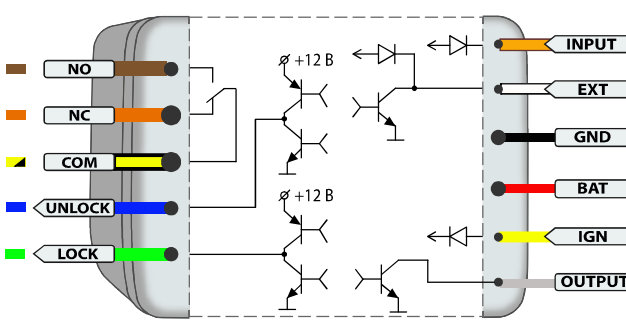 NO
NC
COM
UNLOCK
LOCK
+12 В
+12 В
INPUT
EXT
GND
BAT
IGN
OUTPUT